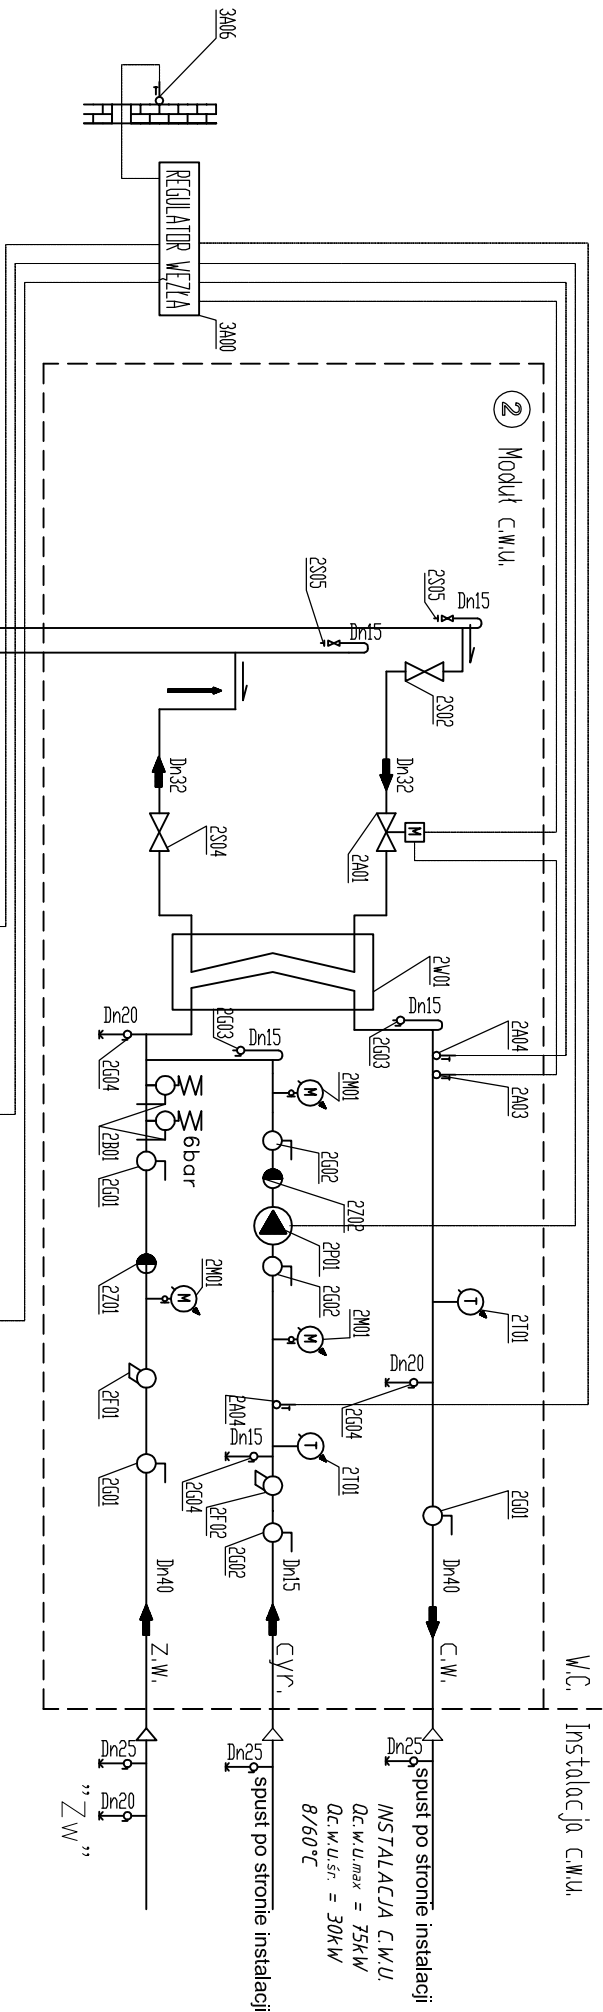 3A06
REGULATOR WĘZŁA
3A00
W.C. Instalacja c.w.u.
2 Moduł c.w.u.
2S05
Dn15
2S02
2S05
Dn15
Dn32
M
2A01
Dn32
2S04
2W01
Dn15
2G03
2A04
2A03
T
2T01
Dn20
2G04
2G01
Dn40
C.W.
Dn25
spust po stronie instalacji
2G03
Dn15
M
2M01
2G02
2Z02
2P01
2G02
M
2M01
2A04
Dn15
2G04
T
2T01
2F02
2G02
Dn15
Cyr.
Dn25
spust po stronie instalacji
Dn20
2G04
2B01
6bar
2G01
2Z01
M
2M01
2F01
2G01
Dn40
Z.W.
Dn25
Dn20
"ZW"
INSTALACJA C.W.U.
Qc.w.u.max = 75kW
Qc.w.u.śr. = 30kW
8/60°C